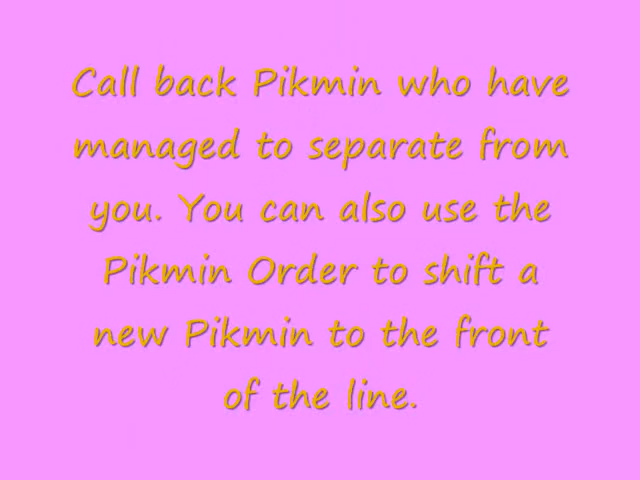 Call back Pikmin who have
managed to separate from
you. You can also use the
Pikmin Order to shift a
new Pikmin to the front
of the line.